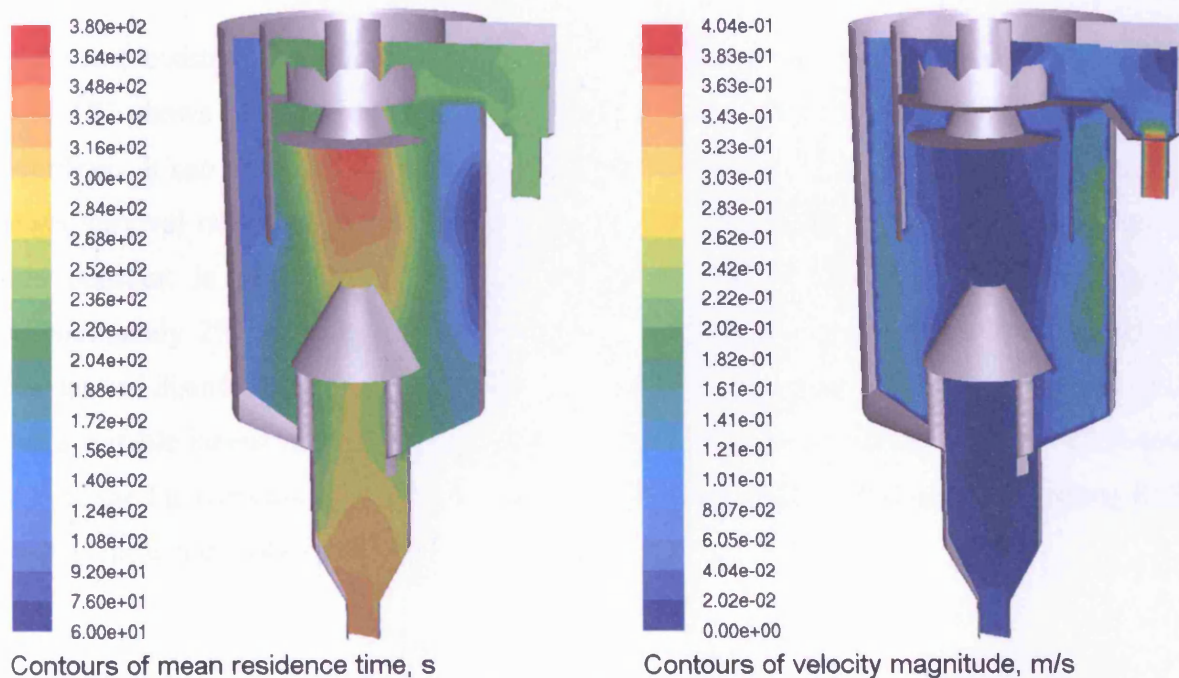 3.80e+02
3.64e+02
3.48e+02
3.32e+02
3.16e+02
3.00e+02
2.84e+02
2.68e+02
2.52e+02
2.36e+02
2.20e+02
2.04e+02
1.88e+02
1.72e+02
1.56e+02
1.40e+02
1.24e+02
1.08e+02
9.20e+01
7.60e+01
6.00e+01
Contours of mean residence time, s
4.04e-01
3.83e-01
3.63e-01
3.43e-01
3.23e-01
3.03e-01
2.83e-01
2.62e-01
2.42e-01
2.22e-01
2.02e-01
1.82e-01
1.61e-01
1.41e-01
1.21e-01
1.01e-01
8.07e-02
6.05e-02
4.04e-02
2.02e-02
0.00e+00
Contours of velocity magnitude, m/s